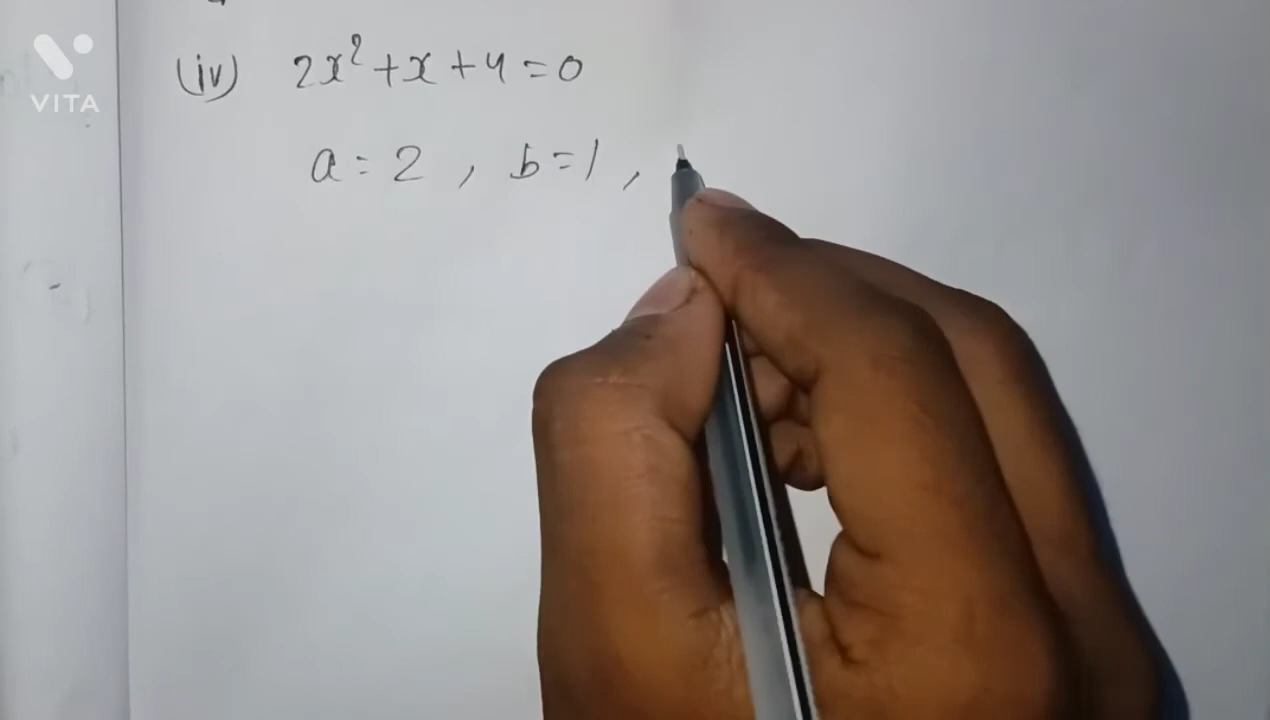 VITA
(iv) 2x²+x+4=0
a=2, b=1,